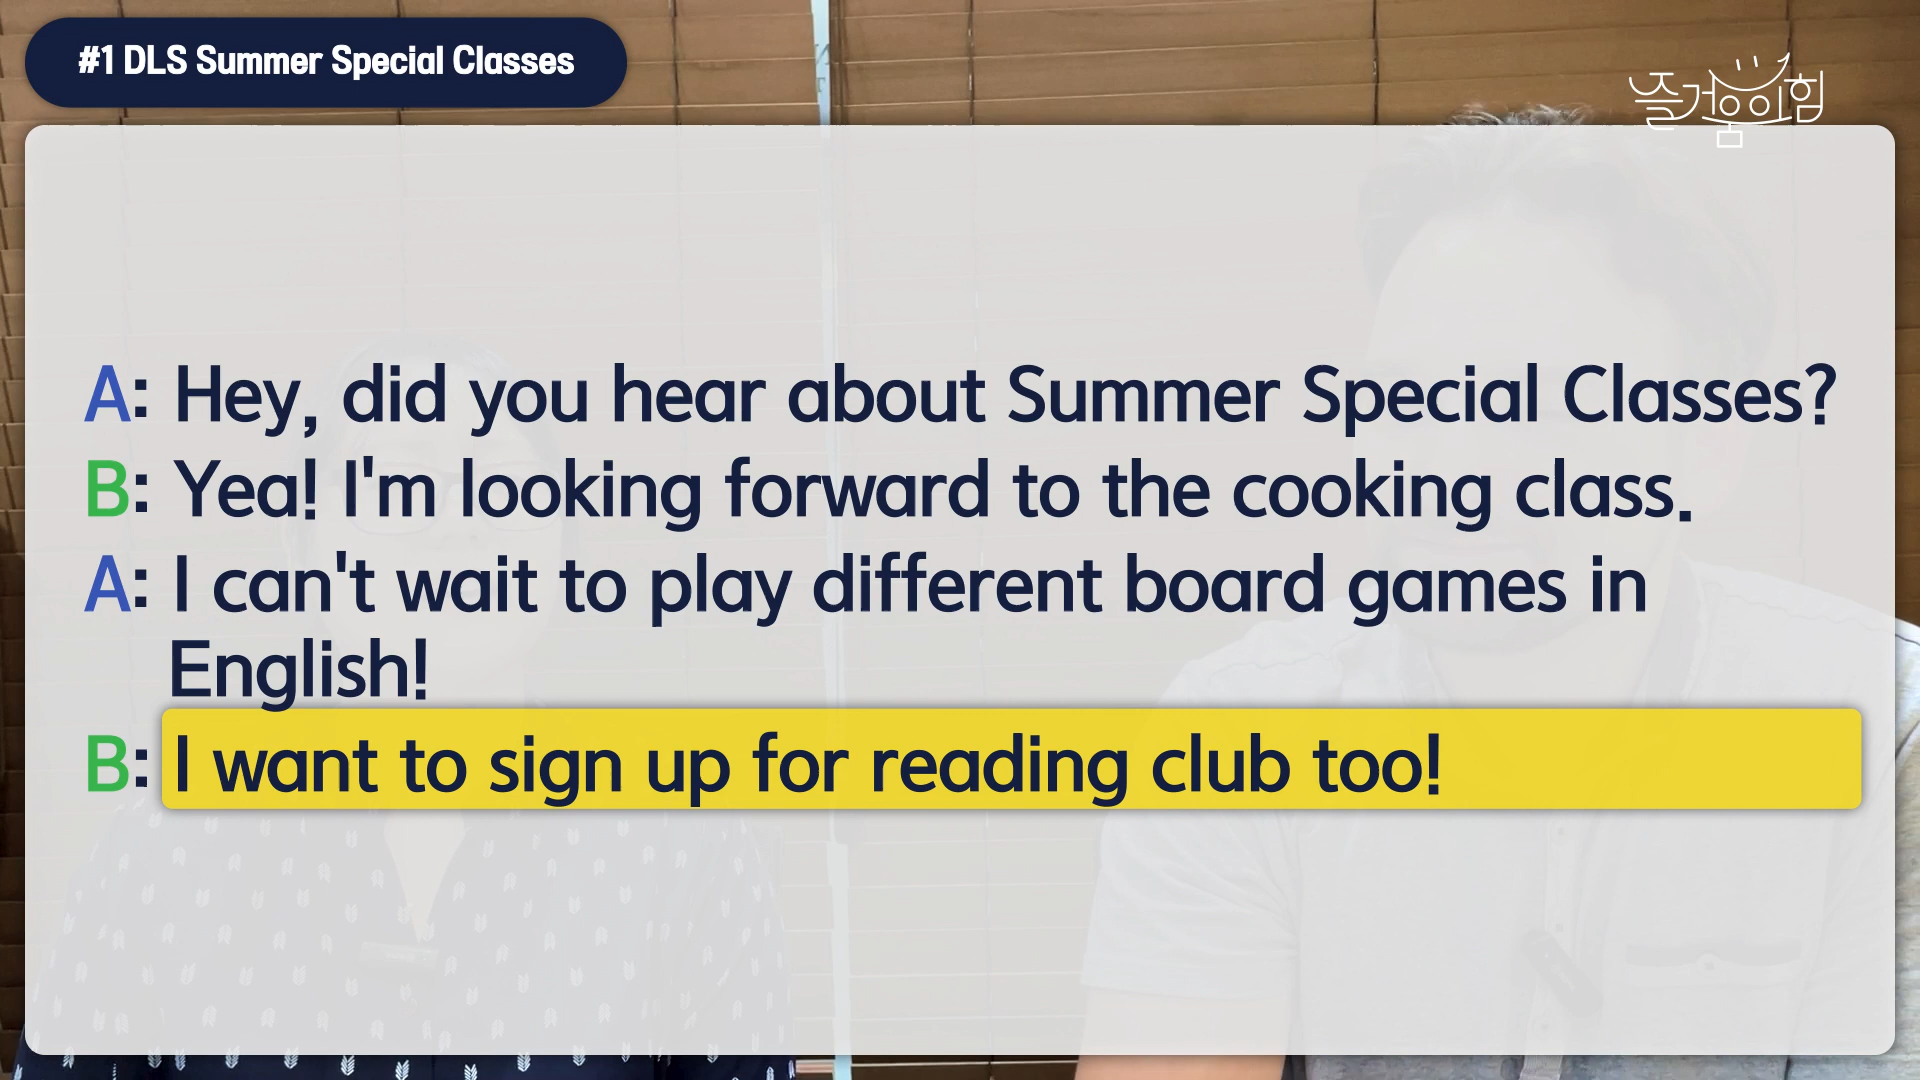 #1 DLS Summer Special Classes
즐거움의힘
A: Hey, did you hear about Summer Special Classes?
B: Yea! I'm looking forward to the cooking class.
A: I can't wait to play different board games in
English!
B: I want to sign up for reading club too!